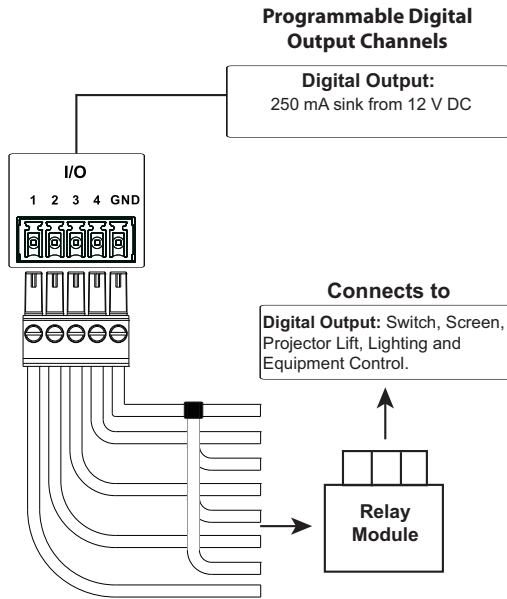 Programmable Digital
Output Channels
Digital Output:
250 mA sink from 12 V DC
I/O
1 2 3 4 GND
Connects to
Digital Output: Switch, Screen,
Projector Lift, Lighting and
Equipment Control.
Relay
Module